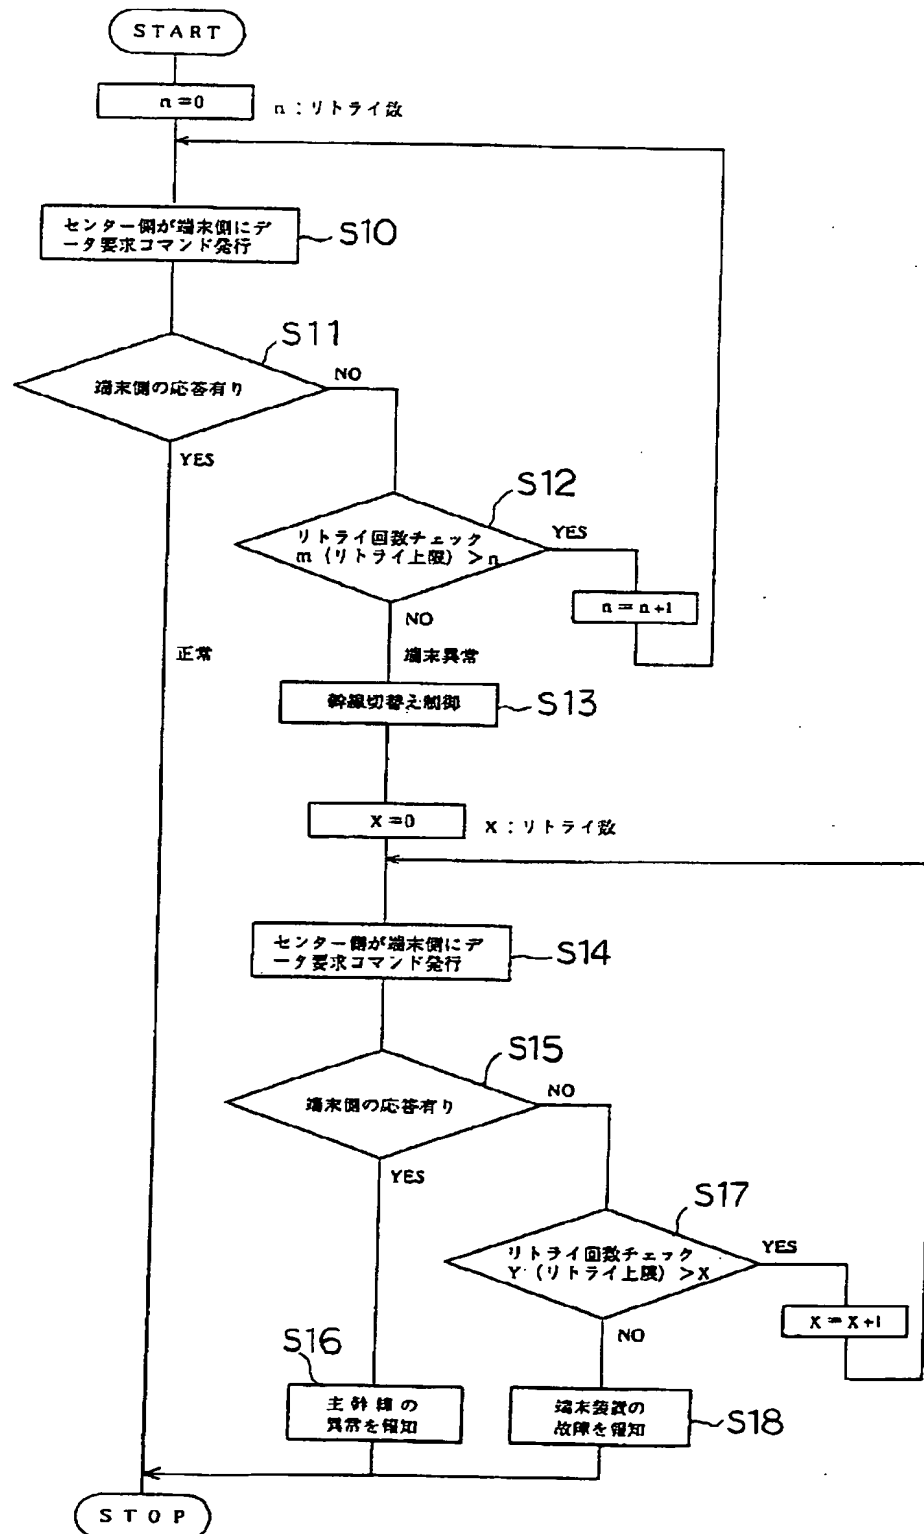 START
n=0
n:リトライ数
センター側が端末側にデ
ータ要求コマンド発行
S10
S11
端末側の応答有り
NO
YES
S12
リトライ回数チェック
m(リトライ上限)>n
YES
n=n+1
NO
正常
端末異常
幹線切替え制御
S13
X=0
X:リトライ数
センター側が端末側にデ
ータ要求コマンド発行
S14
S15
端末側の応答有り
NO
YES
S17
リトライ回数チェック
Y(リトライ上限)>X
YES
X=X+1
NO
S16
主幹線の
異常を報知
端末装置の
故障を報知
S18
STOP